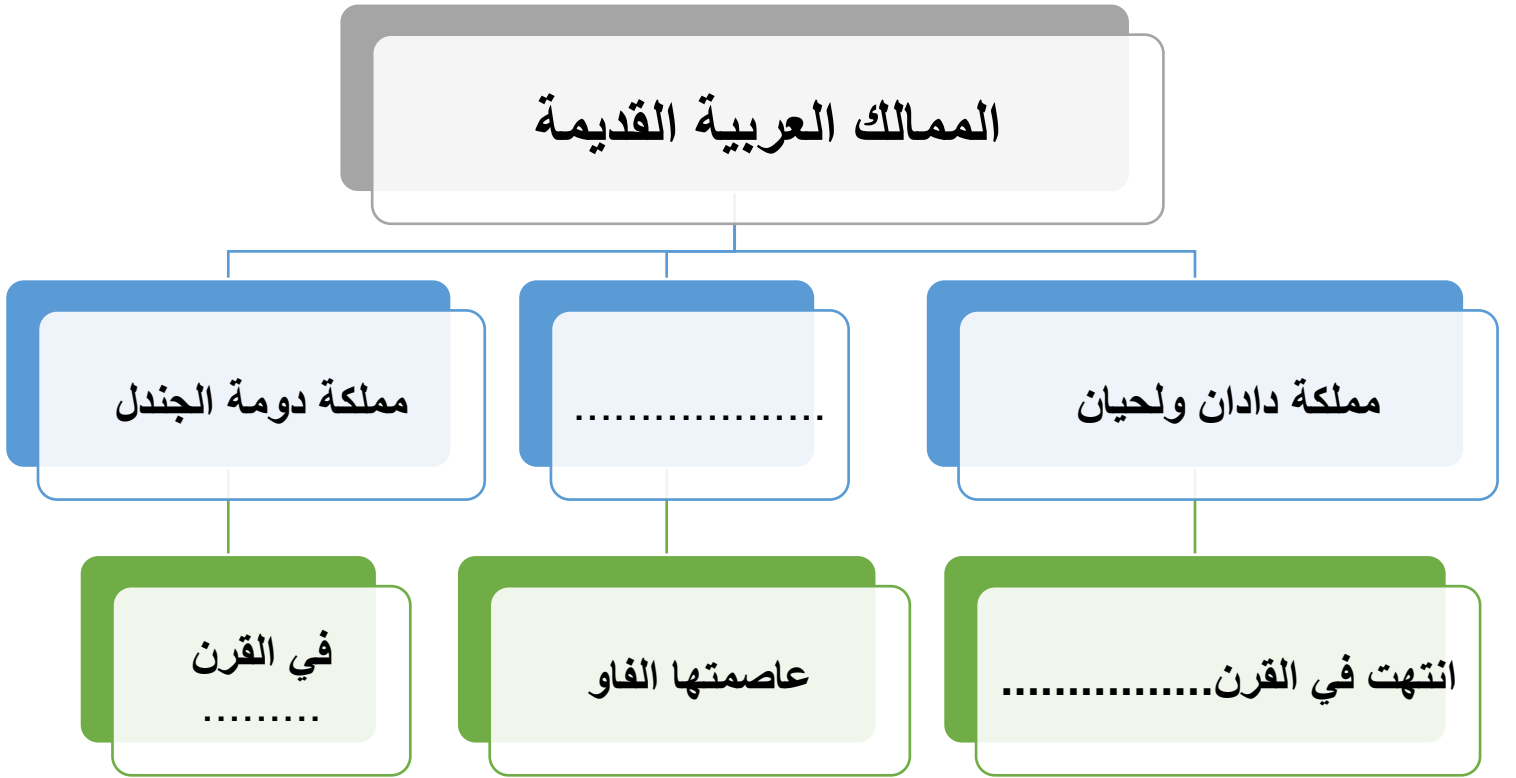 الممالك العربية القديمة
مملكة دادان ولحيان
...................
مملكة دومة الجندل
انتهت في القرن................
عاصمتها الفاو
في القرن
.........